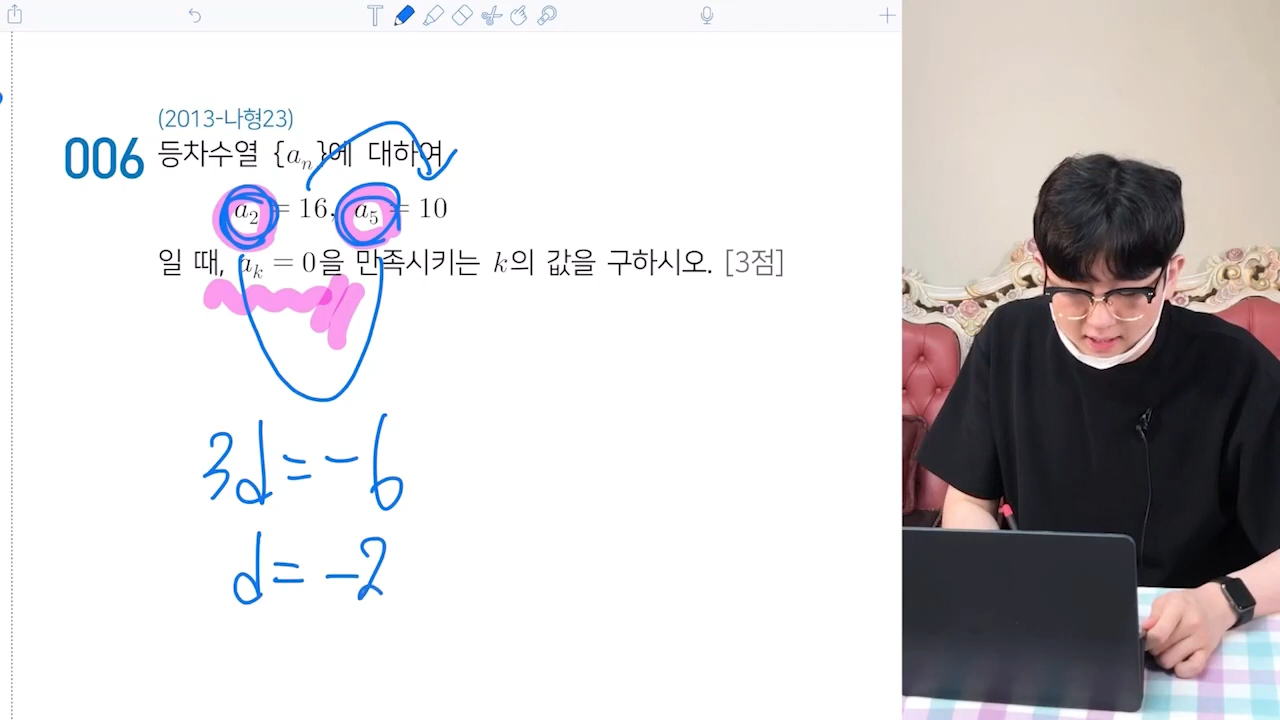 (2013-나형23)
006 등차수열 {aₙ}에 대하여
a₂ = 16, a₅ = 10
일 때, aₖ = 0을 만족시키는 k의 값을 구하시오. [3점]
3d = -6
d = -2